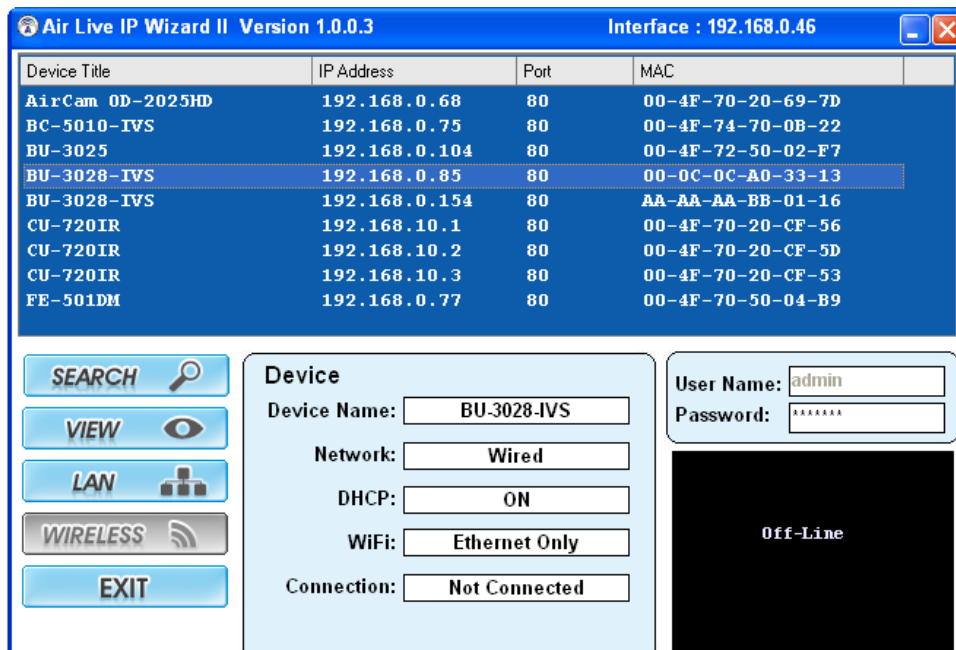 Air Live IP Wizard II Version 1.0.0.3 Interface : 192.168.0.46
Device Title IP Address Port MAC
AirCam OD-2025HD 192.168.0.68 80 00-4F-70-20-69-7D
BC-5010-IVS 192.168.0.75 80 00-4F-74-70-0B-22
BU-3025 192.168.0.104 80 00-4F-72-50-02-F7
BU-3028-IVS 192.168.0.85 80 00-0C-0C-A0-33-13
BU-3028-IVS 192.168.0.154 80 AA-AA-AA-BB-01-16
CU-720IR 192.168.10.1 80 00-4F-70-20-CF-56
CU-720IR 192.168.10.2 80 00-4F-70-20-CF-5D
CU-720IR 192.168.10.3 80 00-4F-70-20-CF-53
FE-501DM 192.168.0.77 80 00-4F-70-50-04-B9
SEARCH
VIEW
LAN
WIRELESS
EXIT
Device
Device Name: BU-3028-IVS
Network: Wired
DHCP: ON
WiFi: Ethernet Only
Connection: Not Connected
User Name: admin
Password: *******
Off-Line